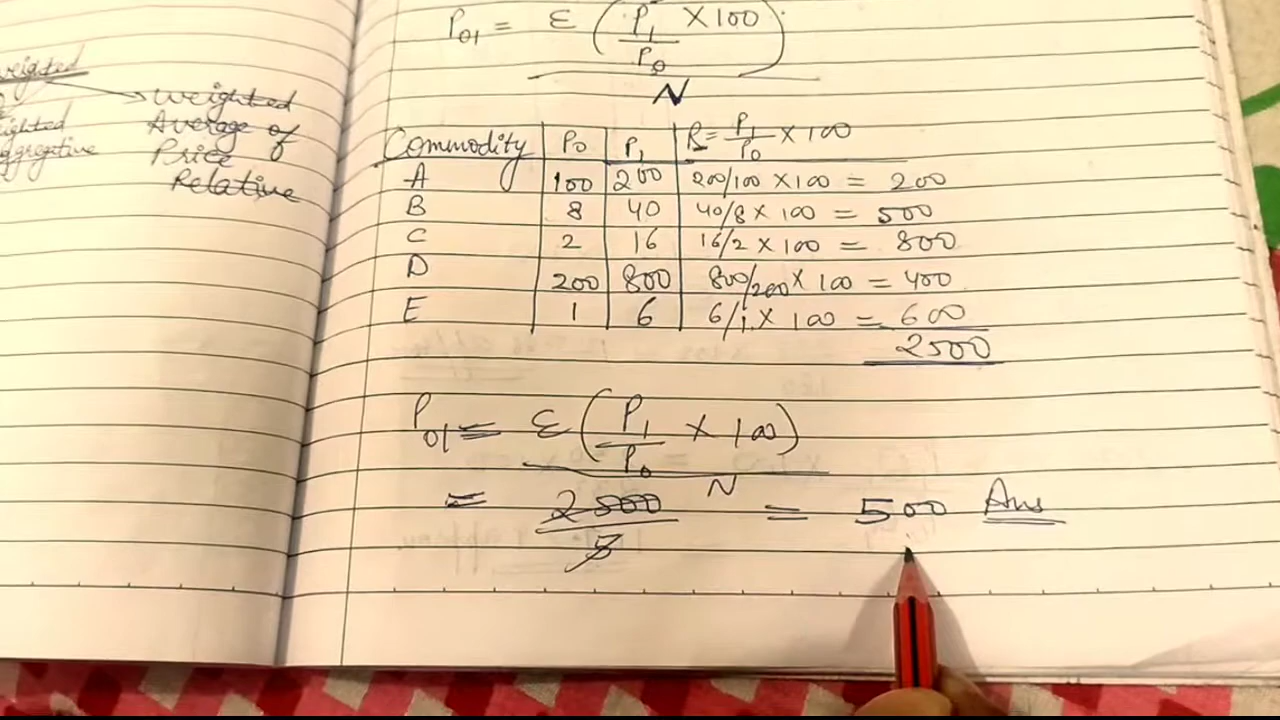 weighted
weighted
Aggregative
Weighted
Average of
Price
Relative
P01 = Σ (P1/P0 × 100)
N
Commodity P0 P1 R = P1/P0 × 100
A 100 200 200/100 × 100 = 200
B 8 40 40/8 × 100 = 500
C 2 16 16/2 × 100 = 800
D 200 800 800/200 × 100 = 400
E 1 6 6/1 × 100 = 600
2500
P01 = Σ (P1/P0 × 100)
N
= 2500/5 = 500 Ans